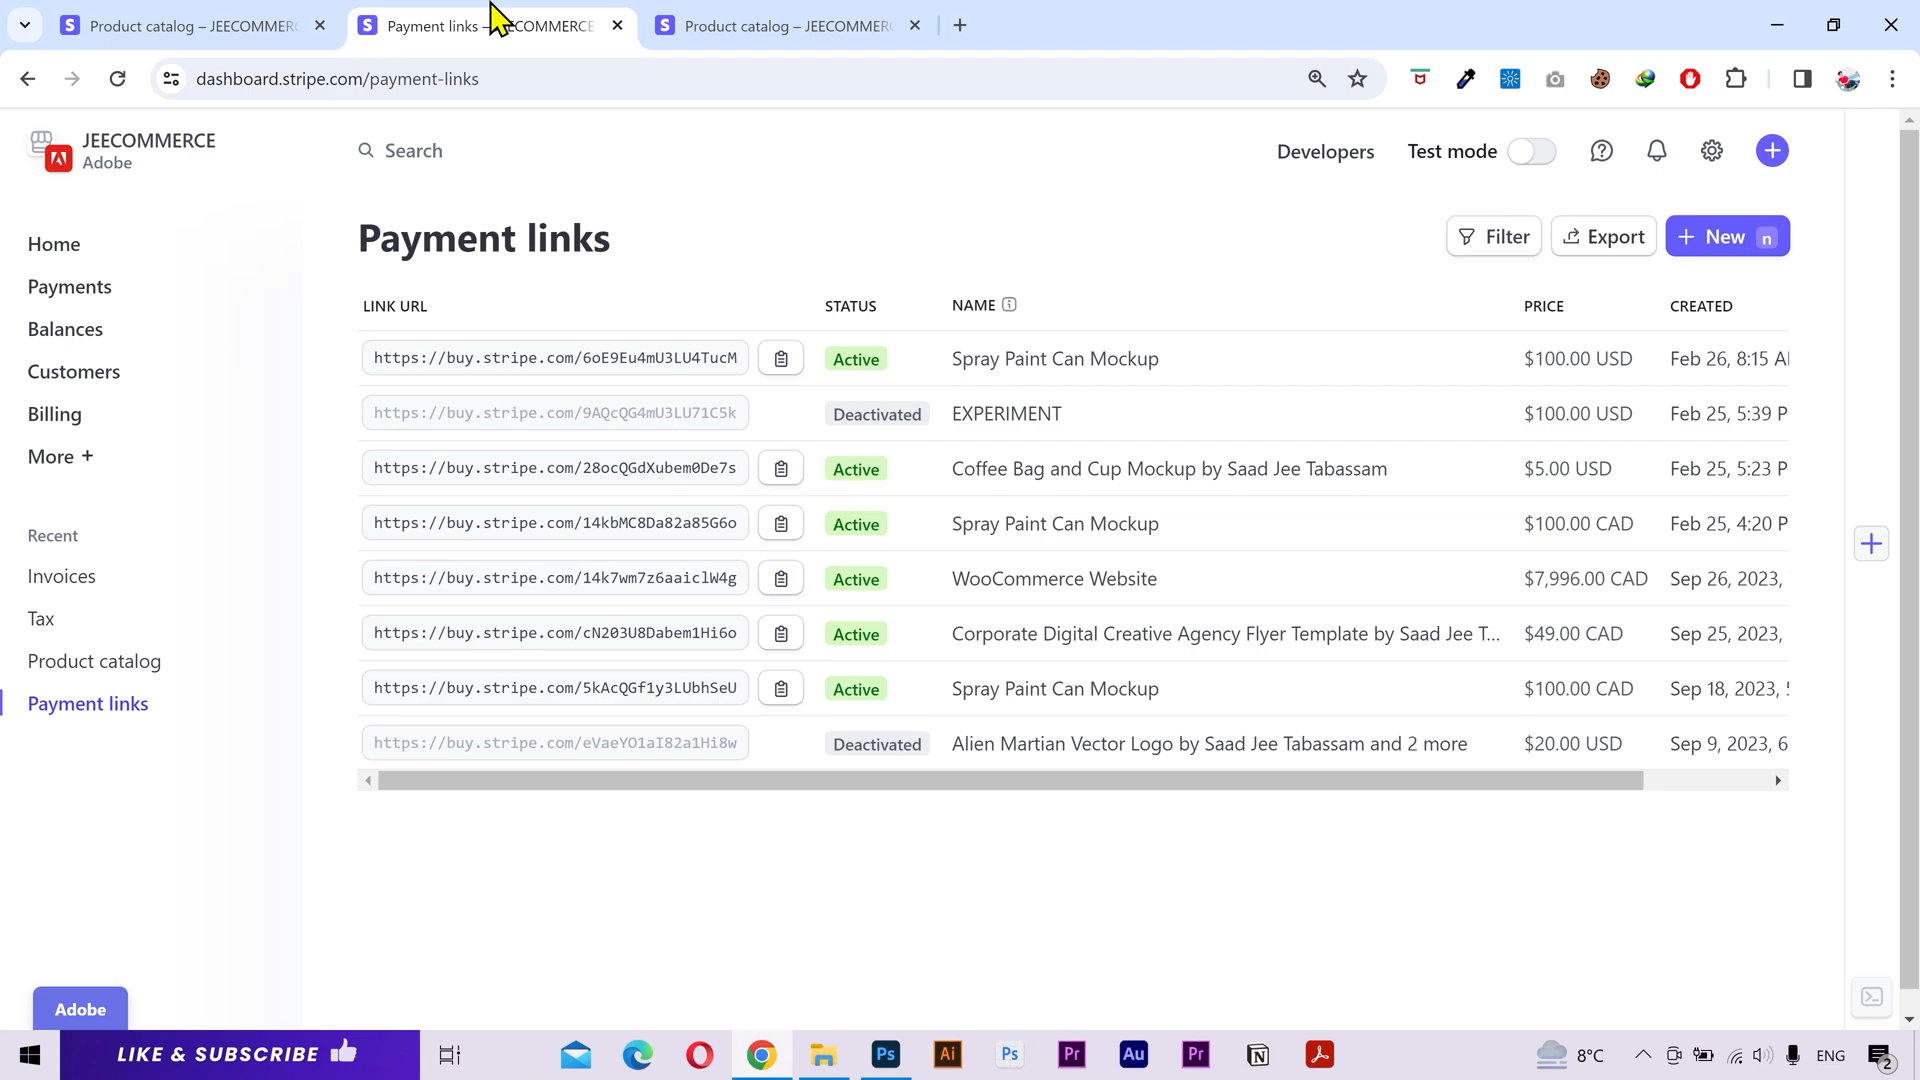 Product catalog – JEECOMMER
Payment links – ECOMMERCE
Product catalog – JEECOMMER
dashboard.stripe.com/payment-links
JEECOMMERCE
Adobe
Search
Developers
Test mode
Home
Payments
Balances
Customers
Billing
More +
Recent
Invoices
Tax
Product catalog
Payment links
Payment links
Filter
Export
+ New n
LINK URL STATUS NAME PRICE CREATED
https://buy.stripe.com/6oE9Eu4mU3LU4TucM Active Spray Paint Can Mockup $100.00 USD Feb 26, 8:15 A
https://buy.stripe.com/9AQcQG4mU3LU71C5k Deactivated EXPERIMENT $100.00 USD Feb 25, 5:39 P
https://buy.stripe.com/28ocQGdXubem0De7s Active Coffee Bag and Cup Mockup by Saad Jee Tabassam $5.00 USD Feb 25, 5:23 P
https://buy.stripe.com/14kbMC8Da82a85G6o Active Spray Paint Can Mockup $100.00 CAD Feb 25, 4:20 P
https://buy.stripe.com/14k7wm7z6aaiclW4g Active WooCommerce Website $7,996.00 CAD Sep 26, 2023,
https://buy.stripe.com/cN203U8Dabem1Hi6o Active Corporate Digital Creative Agency Flyer Template by Saad Jee T... $49.00 CAD Sep 25, 2023,
https://buy.stripe.com/5kAcQGf1y3LUbhSeU Active Spray Paint Can Mockup $100.00 CAD Sep 18, 2023,
https://buy.stripe.com/eVaeYO1aI82a1Hi8w Deactivated Alien Martian Vector Logo by Saad Jee Tabassam and 2 more $20.00 USD Sep 9, 2023, 6
Adobe
LIKE & SUBSCRIBE
Ps
Ai
Ps
Pr
Au
Pr
8°C
ENG
2